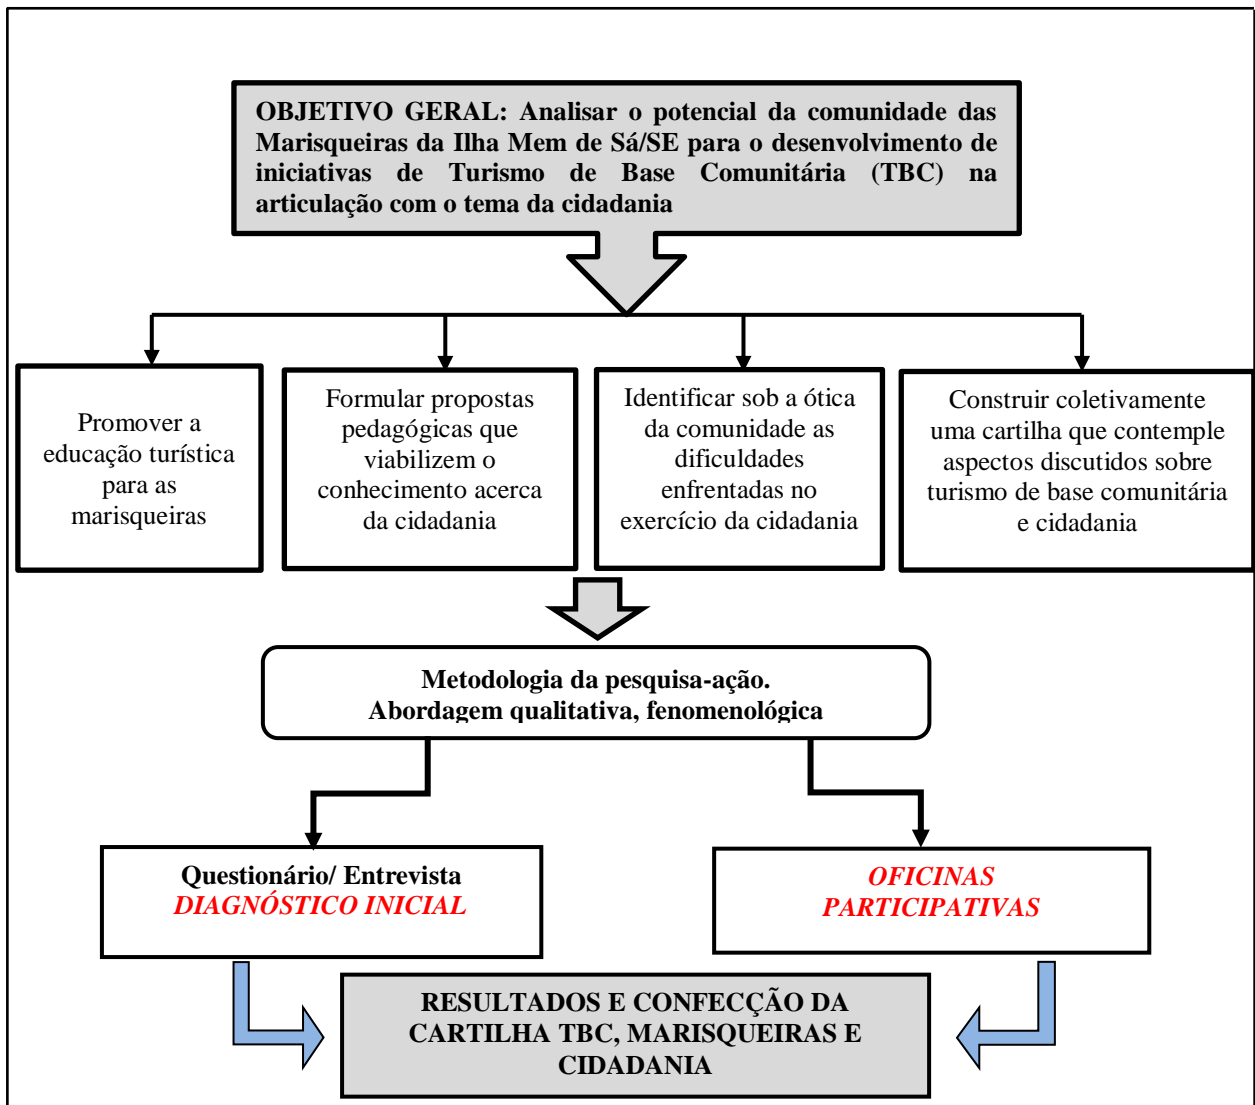 OBJETIVO GERAL: Analisar o potencial da comunidade das
Marisqueiras da Ilha Mem de Sá/SE para o desenvolvimento de
iniciativas de Turismo de Base Comunitária (TBC) na
articulação com o tema da cidadania
Promover a
educação turística
para as
marisqueiras
Formular propostas
pedagógicas que
viabilizem o
conhecimento acerca
da cidadania
Identificar sob a ótica
da comunidade as
dificuldades
enfrentadas no
exercício da cidadania
Construir coletivamente
uma cartilha que contemple
aspectos discutidos sobre
turismo de base comunitária
e cidadania
Metodologia da pesquisa-ação.
Abordagem qualitativa, fenomenológica
Questionário/ Entrevista
DIAGNÓSTICO INICIAL
OFICINAS
PARTICIPATIVAS
RESULTADOS E CONFECÇÃO DA
CARTILHA TBC, MARISQUEIRAS E
CIDADANIA